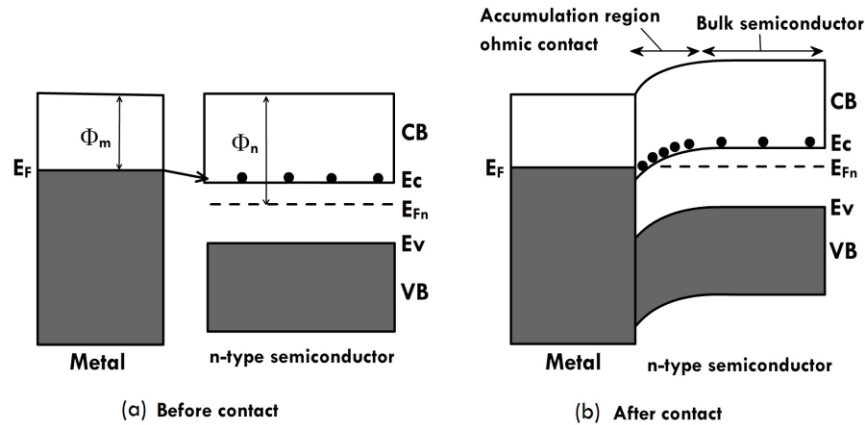 Φm
EF
Metal
Φn
CB
Ec
EFn
Ev
VB
n-type semiconductor
(a) Before contact
Accumulation region
ohmic contact
Bulk semiconductor
CB
Ec
EF
EFn
Ev
VB
Metal
n-type semiconductor
(b) After contact